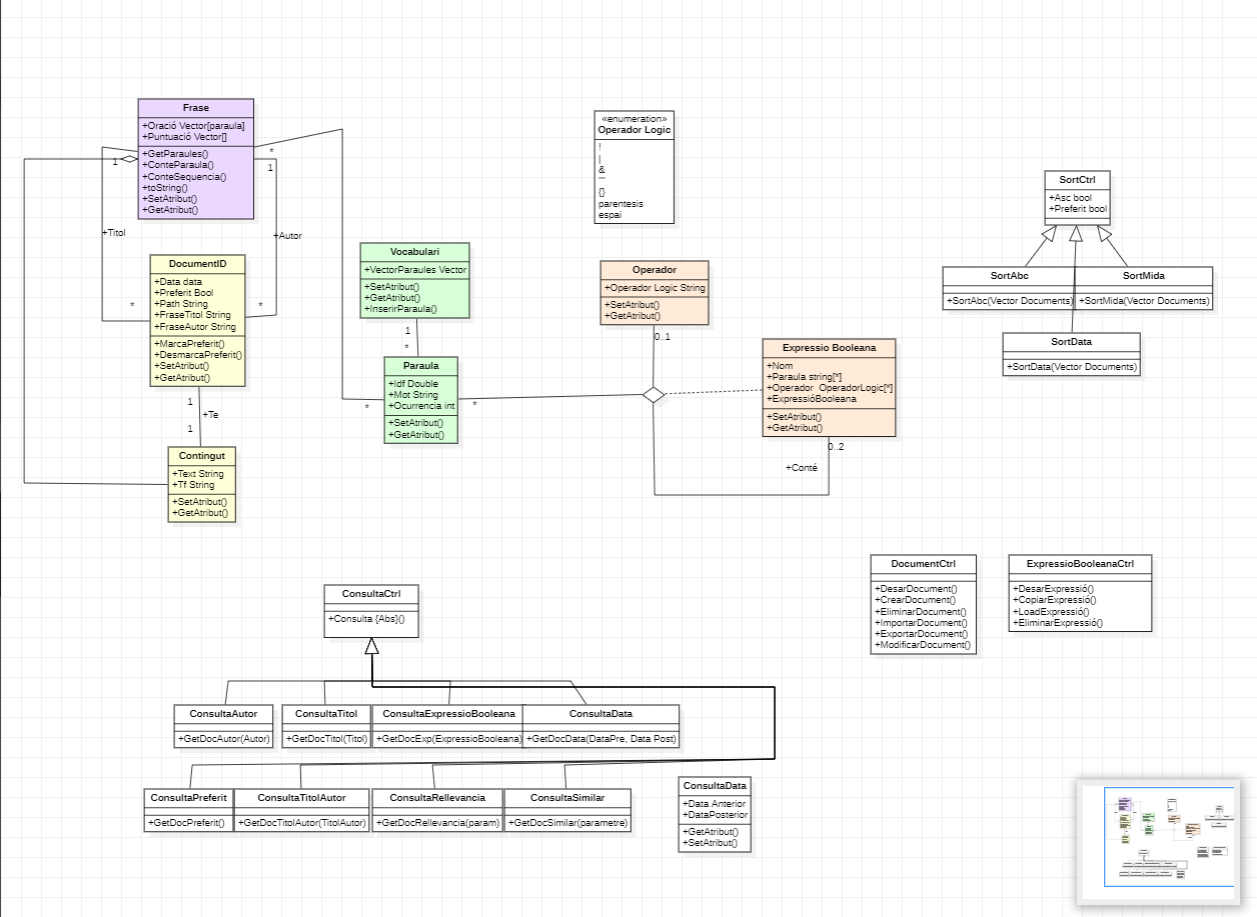 Frase
+Oració Vector[paraula]
+Puntuació Vector[]
+GetParaules()
+ConteParaula()
+ConteSequencia()
+toString()
+SetAtribut()
+GetAtribut()
1
*
1
+Titol
+Autor
*
*
DocumentID
+Data data
+Preferit Bool
+Path String
+FraseTitol String
+FraseAutor String
+MarcaPreferit()
+DesmarcaPreferit()
+SetAtribut()
+GetAtribut()
1
+Te
1
Contingut
+Text String
+Tf String
+SetAtribut()
+GetAtribut()
Vocabulari
+VectorParaules Vector
+SetAtribut()
+GetAtribut()
+InserirParaula()
1
*
Paraula
+Idf Double
+Mot String
+Ocurrencia int
+SetAtribut()
+GetAtribut()
*
*
«enumeration»
Operador Logic
!
|
&
""
{}
parentesis
espai
Operador
+Operador Logic String
+SetAtribut()
+GetAtribut()
0..1
Expressio Booleana
+Nom
+Paraula string[*]
+Operador OperadorLogic[*]
+ExpressióBooleana
+SetAtribut()
+GetAtribut()
0..2
+Conté
SortCtrl
+Asc bool
+Preferit bool
SortAbc
+SortAbc(Vector Documents)
SortMida
+SortMida(Vector Documents)
SortData
+SortData(Vector Documents)
DocumentCtrl
+DesarDocument()
+CrearDocument()
+EliminarDocument()
+ImportarDocument()
+ExportarDocument()
+ModificarDocument()
ExpressioBooleanaCtrl
+DesarExpressió()
+CopiarExpressió()
+LoadExpressió()
+EliminarExpressió()
ConsultaCtrl
+Consulta {Abs}()
ConsultaAutor
+GetDocAutor(Autor)
ConsultaTitol
+GetDocTitol(Titol)
ConsultaExpressioBooleana
+GetDocExp(ExpressioBooleana)
ConsultaData
+GetDocData(DataPre, Data Post)
ConsultaPreferit
+GetDocPreferit()
ConsultaTitolAutor
+GetDocTitolAutor(TitolAutor)
ConsultaRellevancia
+GetDocRellevancia(param)
ConsultaSimilar
+GetDocSimilar(parametre)
ConsultaData
+Data Anterior
+DataPosterior
+GetAtribut()
+SetAtribut()